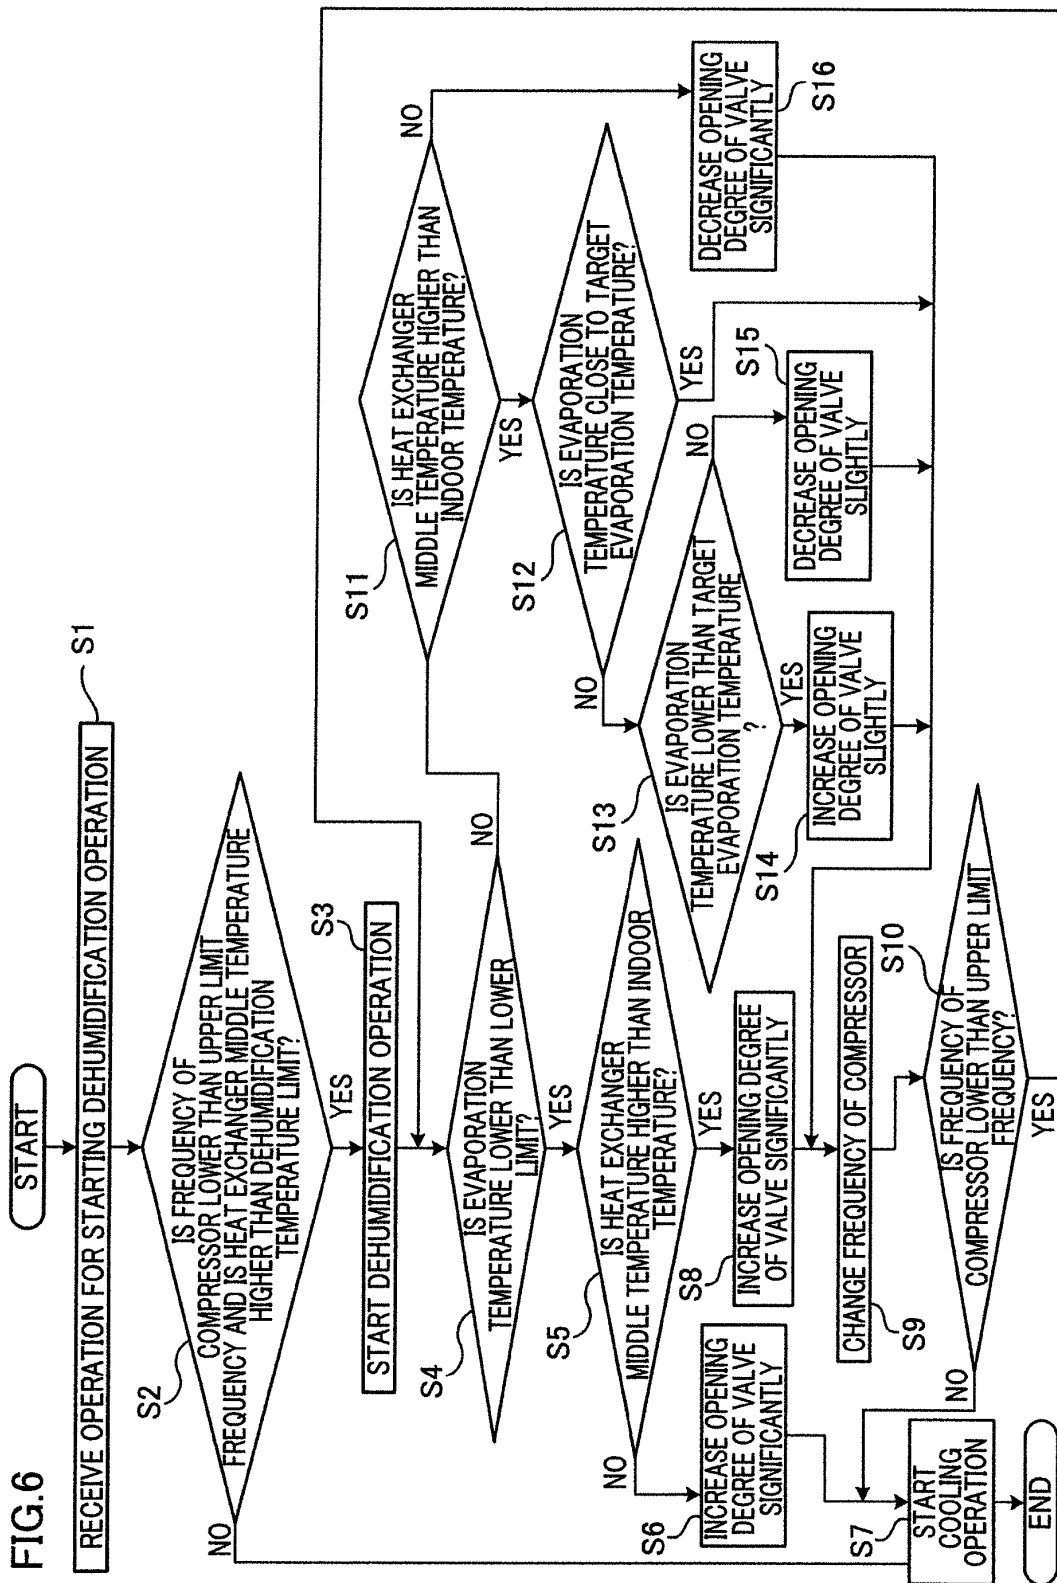 FIG.6
START
RECEIVE OPERATION FOR STARTING DEHUMIDIFICATION OPERATION
S1
IS FREQUENCY OF
COMPRESSOR LOWER THAN UPPER LIMIT
FREQUENCY AND IS HEAT EXCHANGER MIDDLE TEMPERATURE
HIGHER THAN DEHUMIDIFICATION
TEMPERATURE LIMIT?
S2
NO
YES
START DEHUMIDIFICATION OPERATION
S3
IS EVAPORATION
TEMPERATURE LOWER THAN LOWER
LIMIT?
S4
NO
YES
IS HEAT EXCHANGER
MIDDLE TEMPERATURE HIGHER THAN INDOOR
TEMPERATURE?
S5
NO
YES
INCREASE OPENING
DEGREE OF VALVE
SIGNIFICANTLY
S6
START
COOLING
OPERATION
S7
END
INCREASE OPENING DEGREE
OF VALVE SIGNIFICANTLY
S8
CHANGE FREQUENCY OF COMPRESSOR
S9
IS FREQUENCY OF
COMPRESSOR LOWER THAN UPPER LIMIT
FREQUENCY?
S10
NO
YES
IS HEAT EXCHANGER
MIDDLE TEMPERATURE HIGHER THAN
INDOOR TEMPERATURE?
S11
NO
YES
IS EVAPORATION
TEMPERATURE CLOSE TO TARGET
EVAPORATION TEMPERATURE?
S12
NO
YES
IS EVAPORATION
TEMPERATURE LOWER THAN TARGET
EVAPORATION TEMPERATURE
?
S13
NO
YES
INCREASE OPENING
DEGREE OF VALVE
SLIGHTLY
S14
DECREASE OPENING
DEGREE OF VALVE
SLIGHTLY
S15
DECREASE OPENING
DEGREE OF VALVE
SIGNIFICANTLY
S16